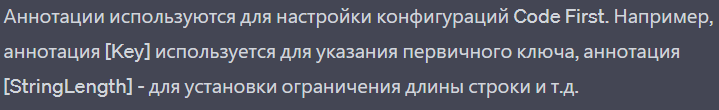 Аннотации используются для настройки конфигураций Code First. Например,
аннотация [Key] используется для указания первичного ключа, аннотация
[StringLength] - для установки ограничения длины строки и т.д.